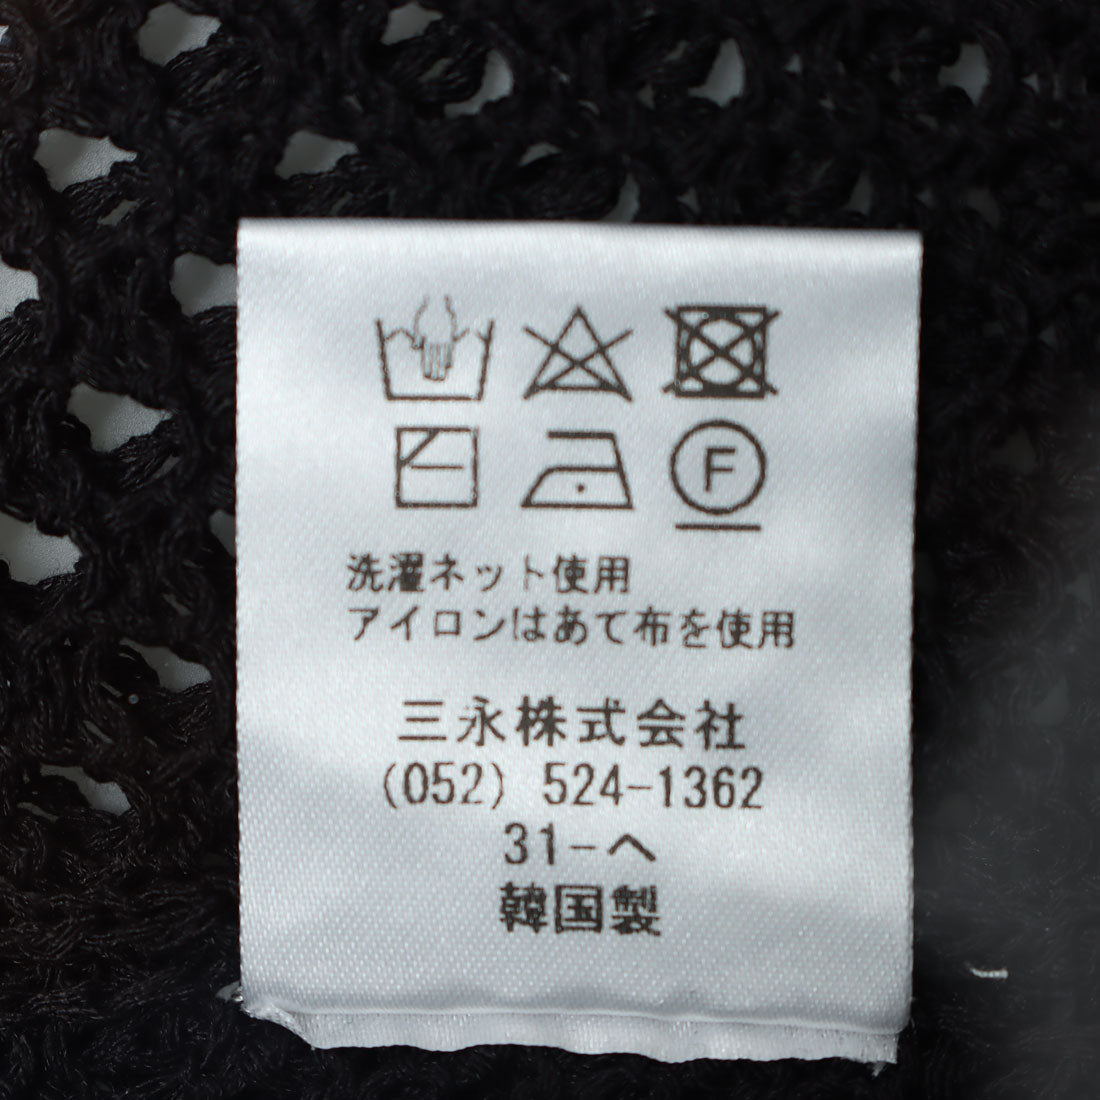 F
洗濯ネット使用
アイロンはあて布を使用
三永株式会社
(052) 524-1362
31-ヘ
韓国製